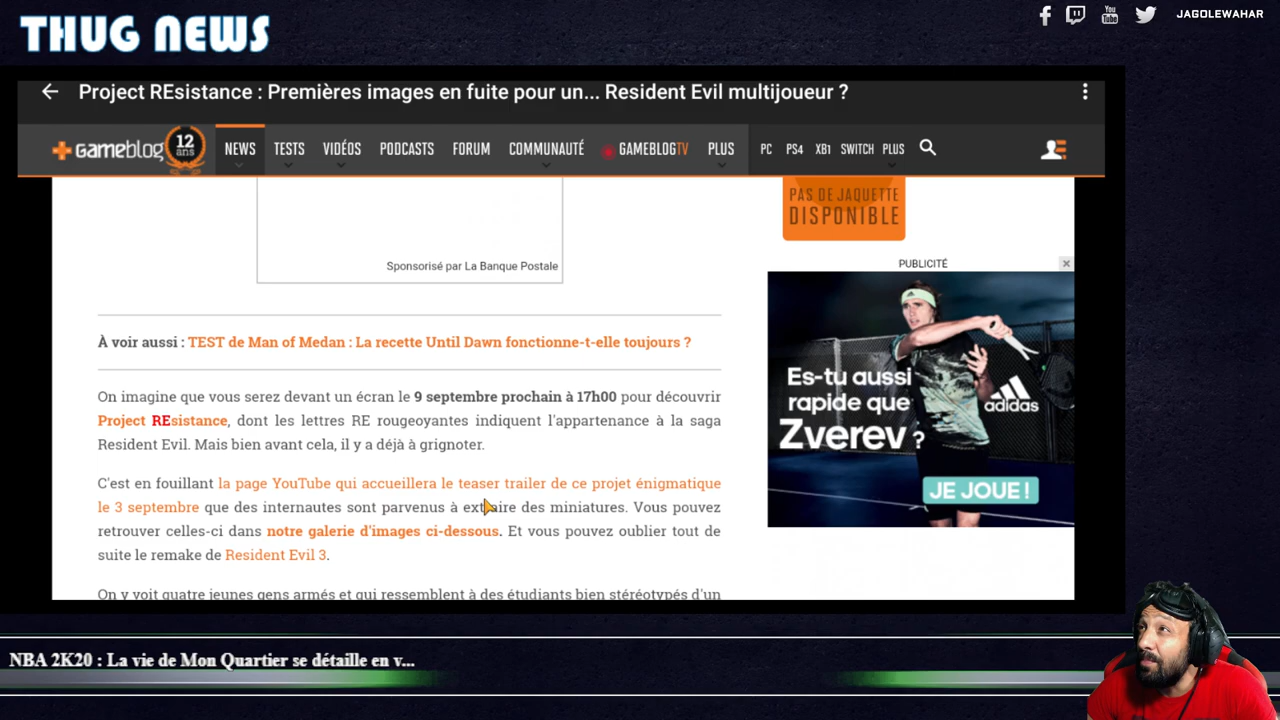 THUG NEWS
You
Tube
JAGOLEWAHAR
Project REsistance : Premières images en fuite pour un... Resident Evil multijoueur ?
gameblog 12 ans NEWS TESTS VIDÉOS PODCASTS FORUM COMMUNAUTÉ GAMEBLOGTV PLUS PC PS4 XB1 SWITCH PLUS
PAS DE JAQUETTE
DISPONIBLE
Sponsorisé par La Banque Postale
PUBLICITÉ
À voir aussi : TEST de Man of Medan : La recette Until Dawn fonctionne-t-elle toujours ?
On imagine que vous serez devant un écran le 9 septembre prochain à 17h00 pour découvrir
Project REsistance, dont les lettres RE rougeoyantes indiquent l'appartenance à la saga
Resident Evil. Mais bien avant cela, il y a déjà à grignoter.
C'est en fouillant la page YouTube qui accueillera le teaser trailer de ce projet énigmatique
le 3 septembre que des internautes sont parvenus à extraire des miniatures. Vous pouvez
retrouver celles-ci dans notre galerie d'images ci-dessous. Et vous pouvez oublier tout de
suite le remake de Resident Evil 3.
On y voit quatre jeunes gens armés et qui ressemblent à des étudiants bien stéréotypés d'un
Es-tu aussi
rapide que
Zverev ?
adidas
JE JOUE !
NBA 2K20 : La vie de Mon Quartier se détaille en v...